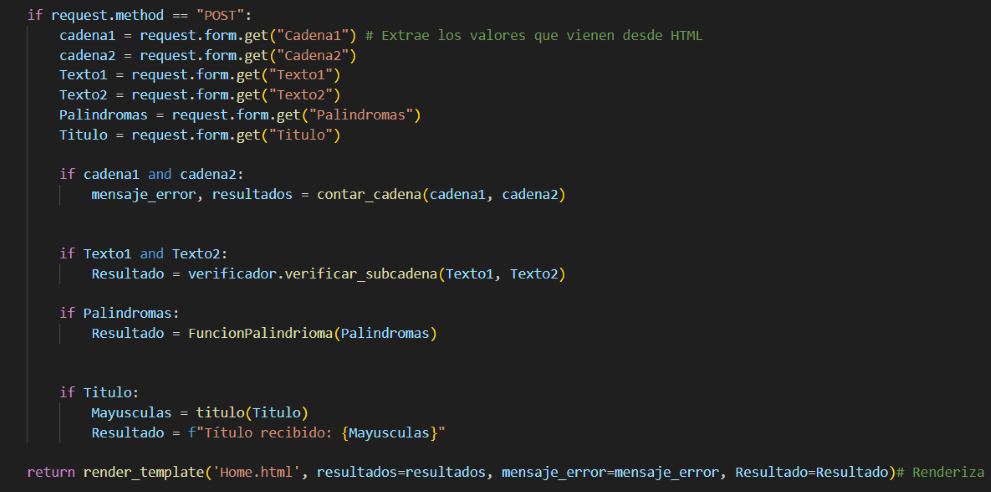 if request.method == "POST":
cadena1 = request.form.get("Cadena1") # Extrae los valores que vienen desde HTML
cadena2 = request.form.get("Cadena2")
Texto1 = request.form.get("Texto1")
Texto2 = request.form.get("Texto2")
Palindromas = request.form.get("Palindromas")
Titulo = request.form.get("Titulo")
if cadena1 and cadena2:
mensaje_error, resultados = contar_cadena(cadena1, cadena2)
if Texto1 and Texto2:
Resultado = verificador.verificar_subcadena(Texto1, Texto2)
if Palindromas:
Resultado = FuncionPalindrioma(Palindromas)
if Titulo:
Mayusculas = titulo(Titulo)
Resultado = f"Título recibido: {Mayusculas}"
return render_template('Home.html', resultados=resultados, mensaje_error=mensaje_error, Resultado=Resultado)# Renderiza